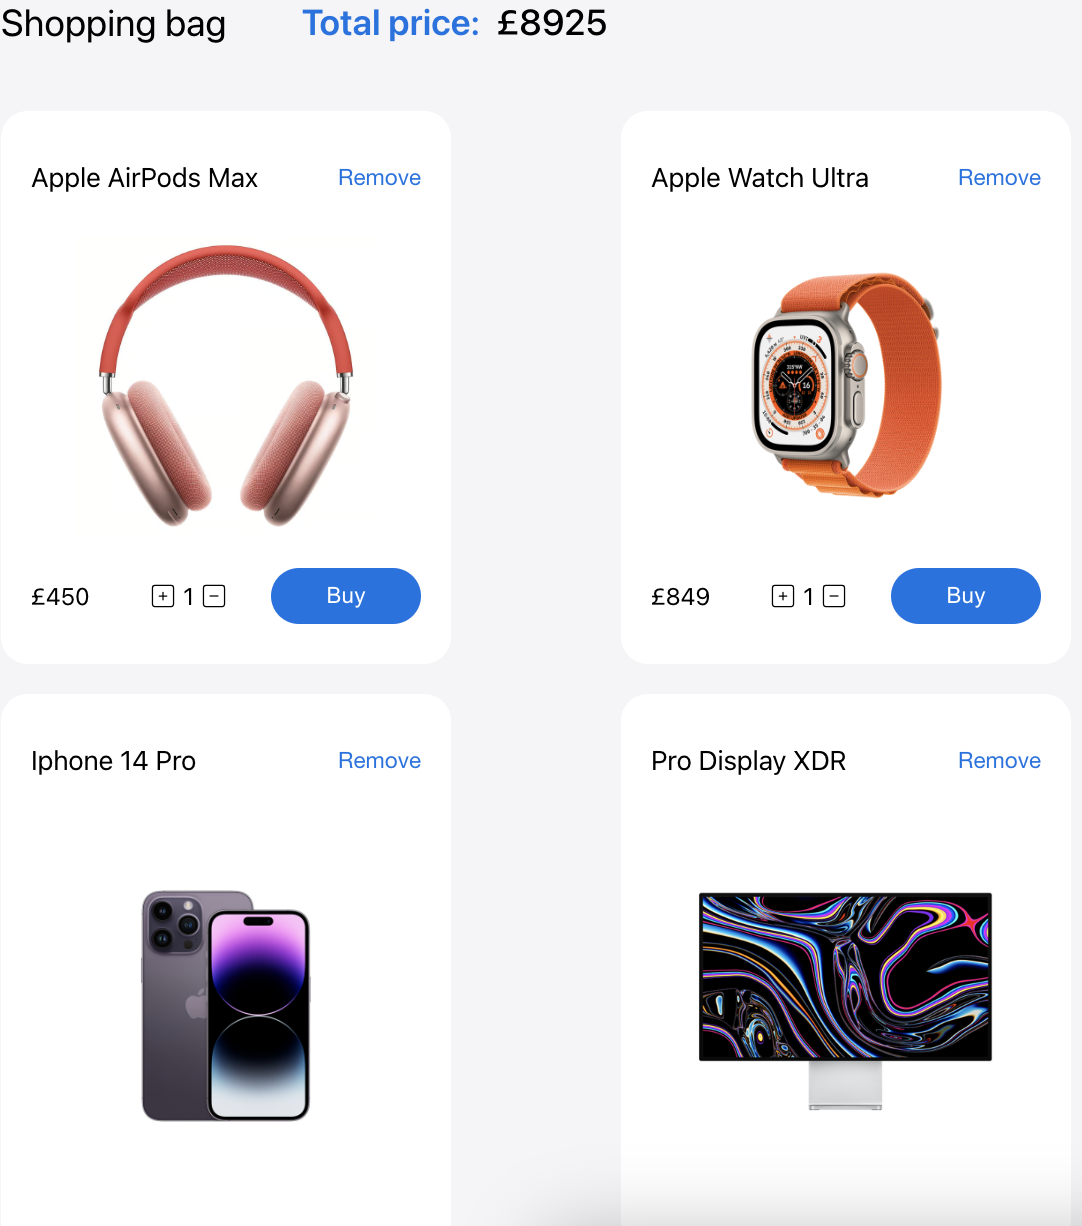 Shopping bag Total price: £8925
Apple AirPods Max Remove
Apple Watch Ultra Remove
£450 + 1 − Buy
£849 + 1 − Buy
Iphone 14 Pro Remove
Pro Display XDR Remove